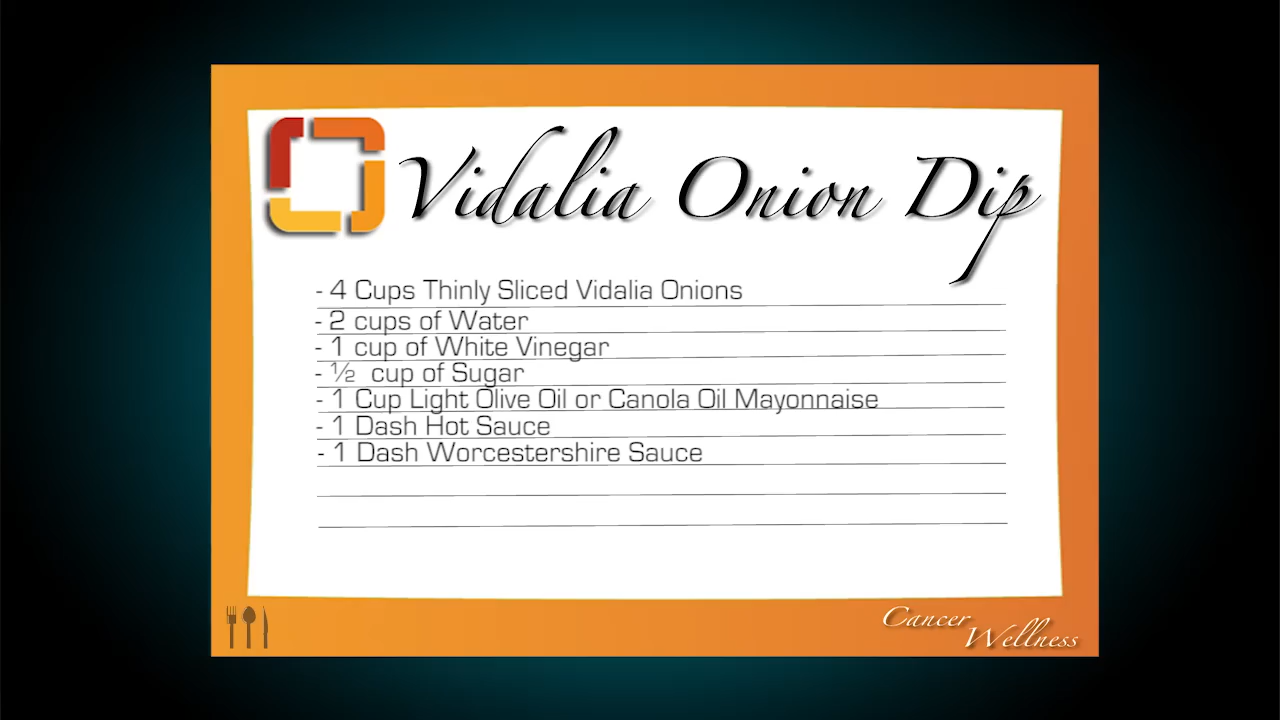 Vidalia Onion Dip
- 4 Cups Thinly Sliced Vidalia Onions
- 2 cups of Water
- 1 cup of White Vinegar
- ½ cup of Sugar
- 1 Cup Light Olive Oil or Canola Oil Mayonnaise
- 1 Dash Hot Sauce
- 1 Dash Worcestershire Sauce
Cancer
Wellness